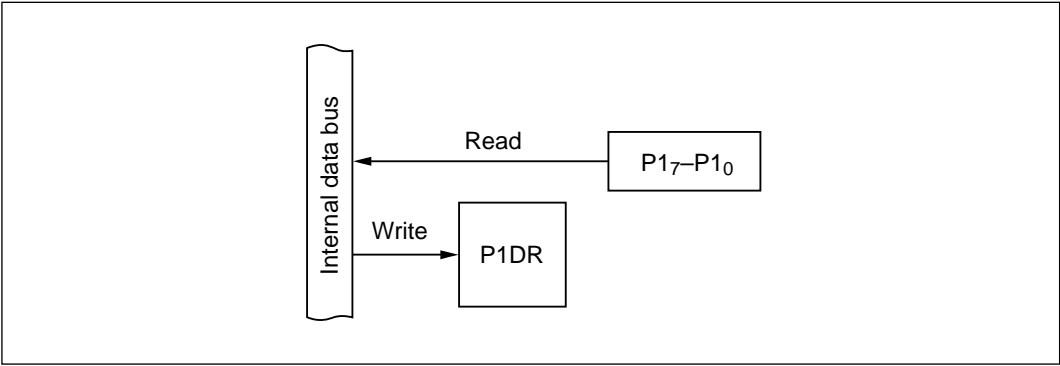 Internal data bus
Read
P1₇–P1₀
Write
P1DR